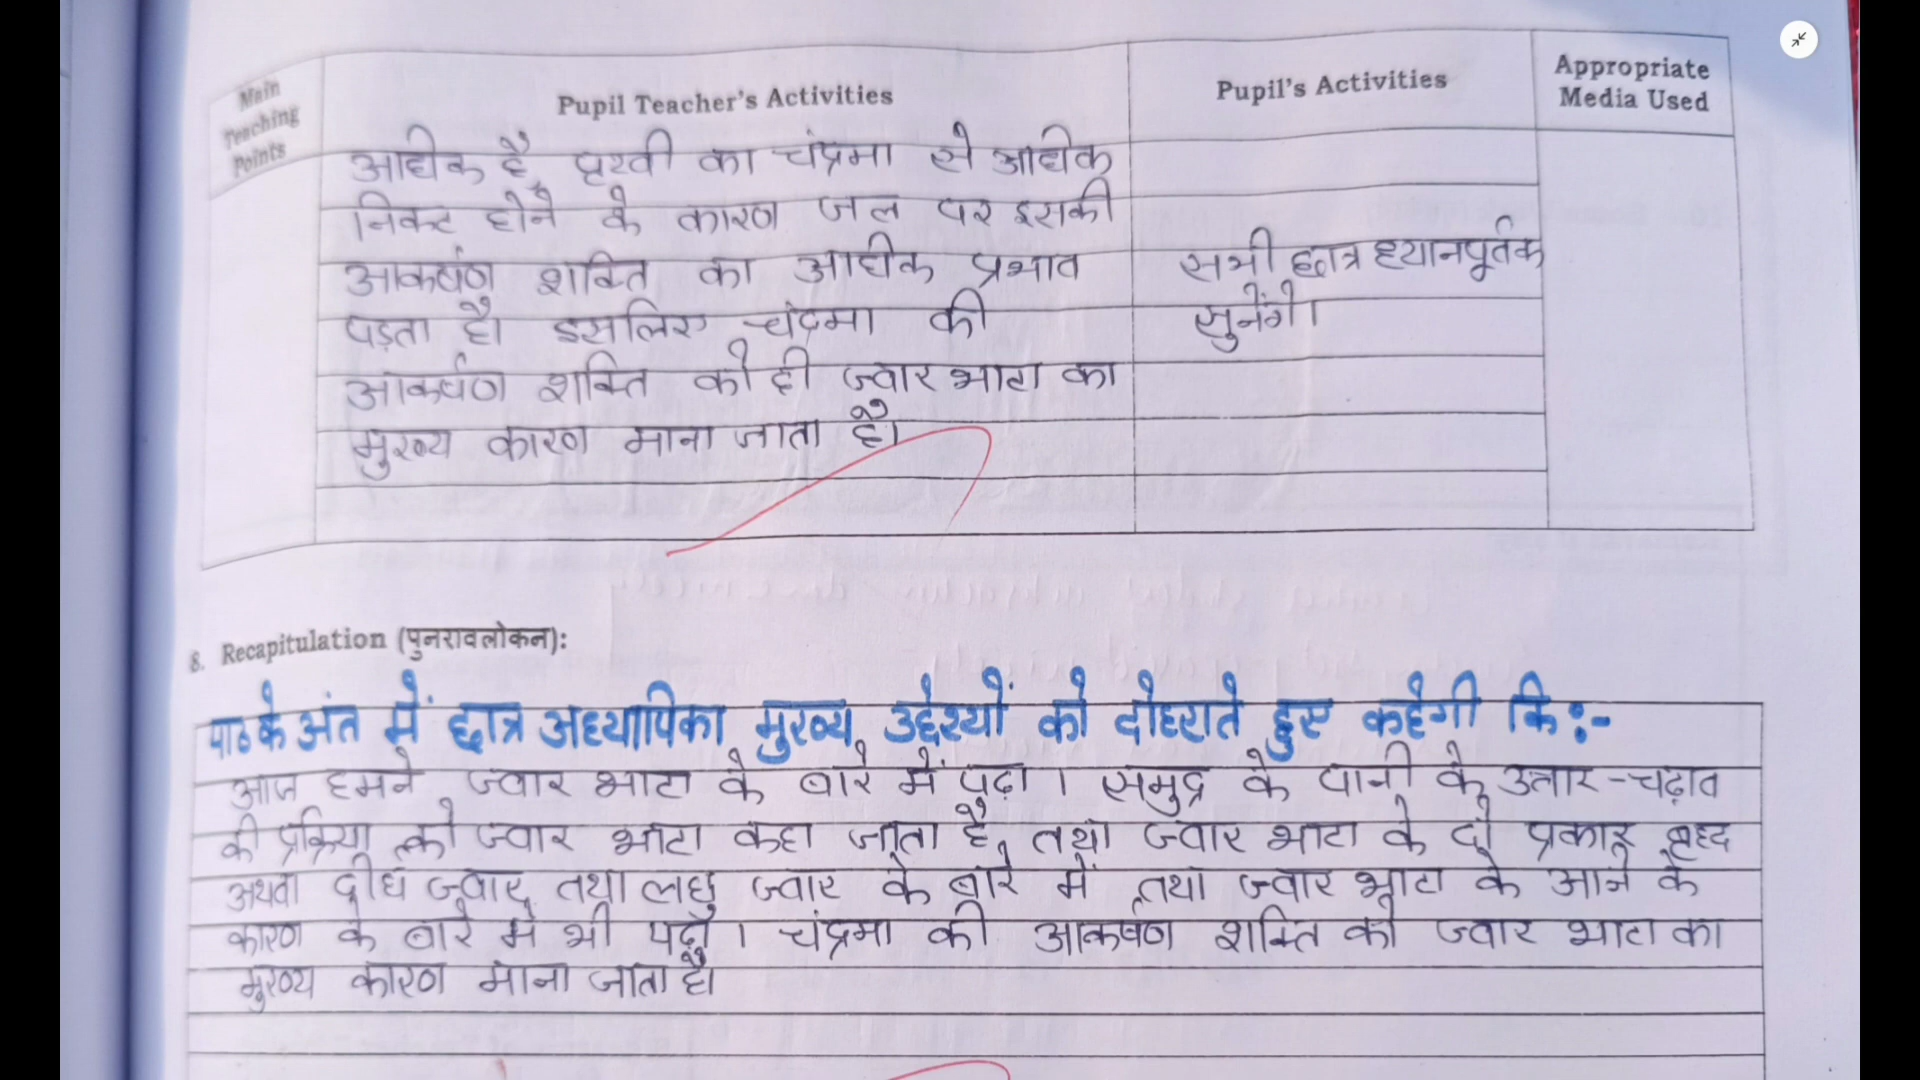 Main Teaching Points
Pupil Teacher's Activities
Pupil's Activities
Appropriate Media Used
अधिक है, पृथ्वी का चंद्रमा से अधिक
निकट होने के कारण जल पर इसकी
आकर्षण शक्ति का अधिक प्रभाव
पड़ता है। इसलिए चंद्रमा की
आकर्षण शक्ति को ही ज्वार भाटा का
मुख्य कारण माना जाता है।
सभी छात्र ध्यानपूर्वक
सुनेंगे।
8. Recapitulation (पुनरावलोकन):
पाठ के अंत में छात्र अध्यापिका मुख्य उद्देश्यों को दोहराते हुए कहेगी कि:-
आज हमने ज्वार भाटा के बारे में पढ़ा। समुद्र के पानी के उतार-चढ़ाव
की प्रक्रिया को ज्वार भाटा कहा जाता है, तथा ज्वार भाटा के दो प्रकार बृहद
अथवा दीर्घ ज्वार तथा लघु ज्वार के बारे में तथा ज्वार भाटा के आने के
कारण के बारे में भी पढ़ा। चंद्रमा की आकर्षण शक्ति को ज्वार भाटा का
मुख्य कारण माना जाता है।